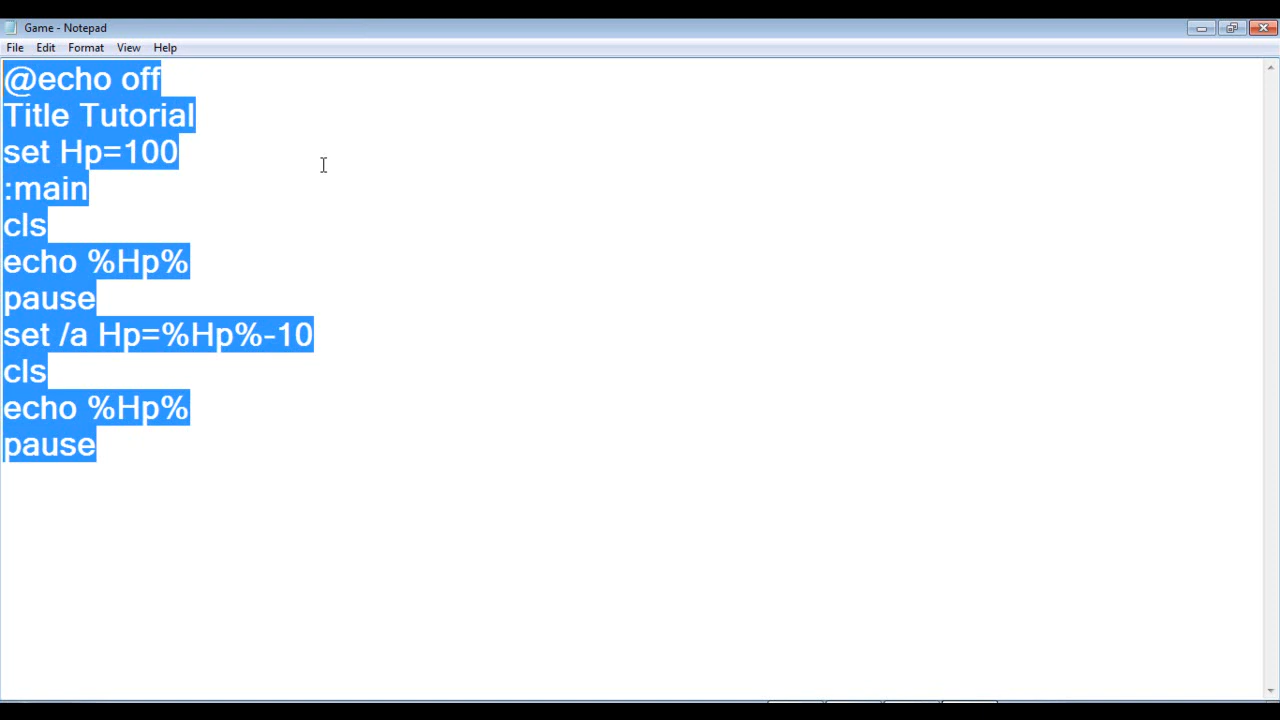 Game - Notepad
File Edit Format View Help
@echo off
Title Tutorial
set Hp=100
:main
cls
echo %Hp%
pause
set /a Hp=%Hp%-10
cls
echo %Hp%
pause